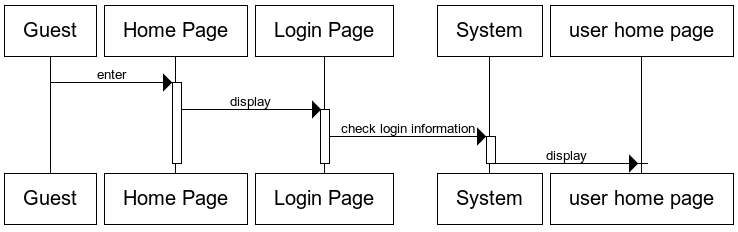 Guest
Home Page
Login Page
System
user home page
enter
display
check login information
display
Guest
Home Page
Login Page
System
user home page